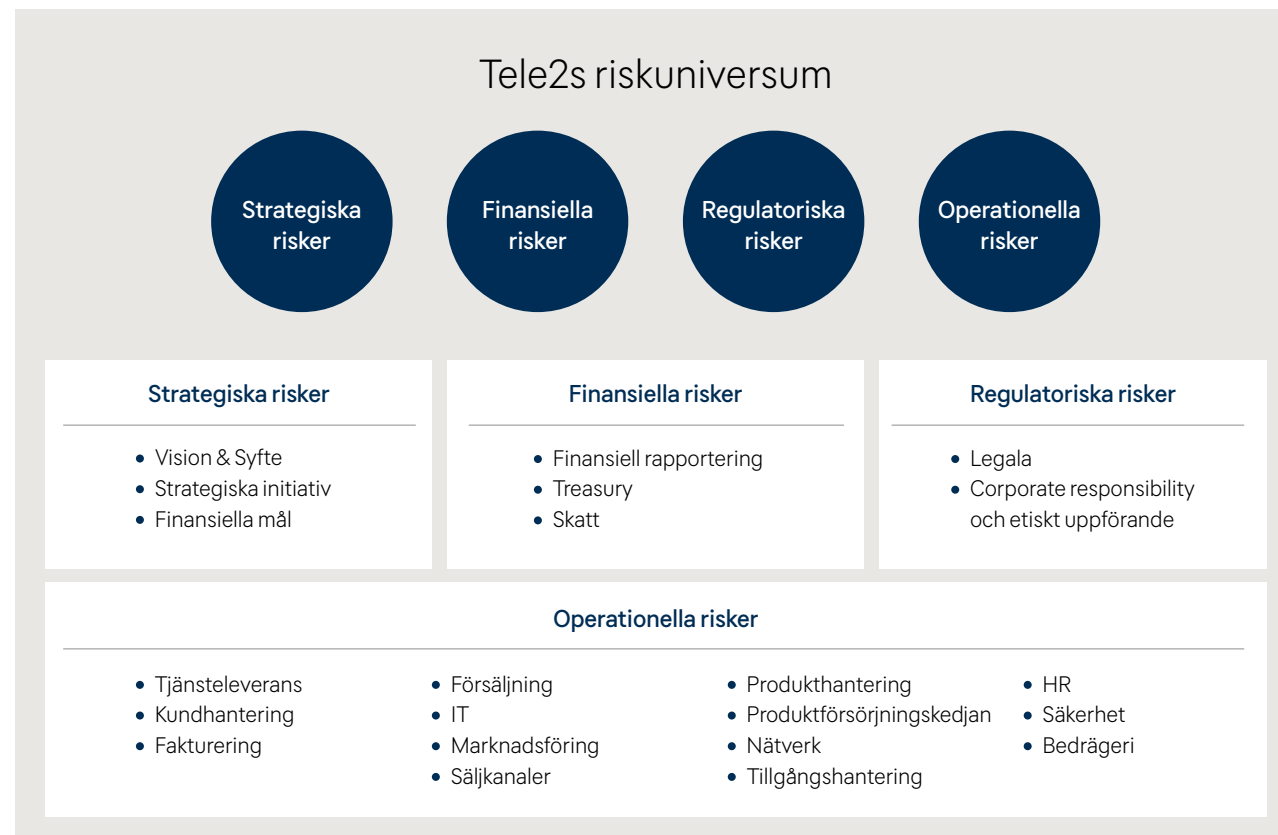 Tele2s riskuniversum
Strategiska
risker
Finansiella
risker
Regulatoriska
risker
Operationella
risker
Strategiska risker
• Vision & Syfte
• Strategiska initiativ
• Finansiella mål
Finansiella risker
• Finansiell rapportering
• Treasury
• Skatt
Regulatoriska risker
• Legala
• Corporate responsibility
och etiskt uppförande
Operationella risker
• Tjänsteleverans
• Kundhantering
• Fakturering
• Försäljning
• IT
• Marknadsföring
• Säljkanaler
• Produkthantering
• Produktförsörjningskedjan
• Nätverk
• Tillgångshantering
• HR
• Säkerhet
• Bedrägeri